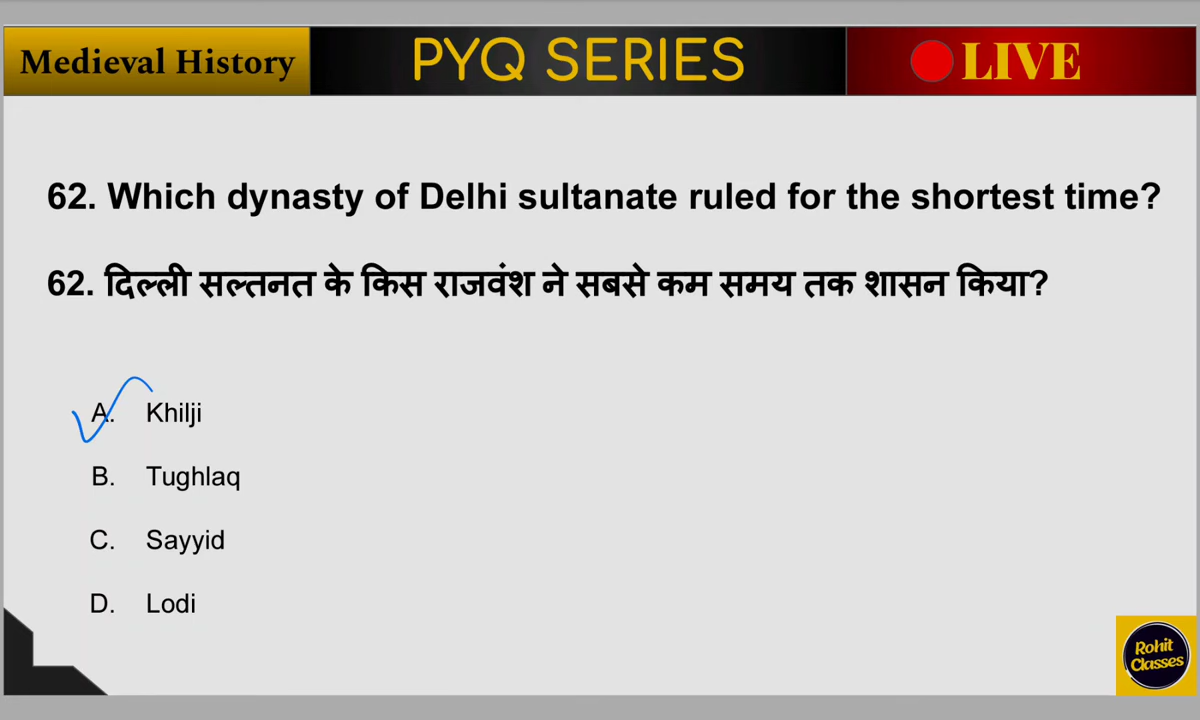 Medieval History
PYQ SERIES
LIVE
62. Which dynasty of Delhi sultanate ruled for the shortest time?
62. दिल्ली सल्तनत के किस राजवंश ने सबसे कम समय तक शासन किया?
A. Khilji
B. Tughlaq
C. Sayyid
D. Lodi
Rohit
Classes